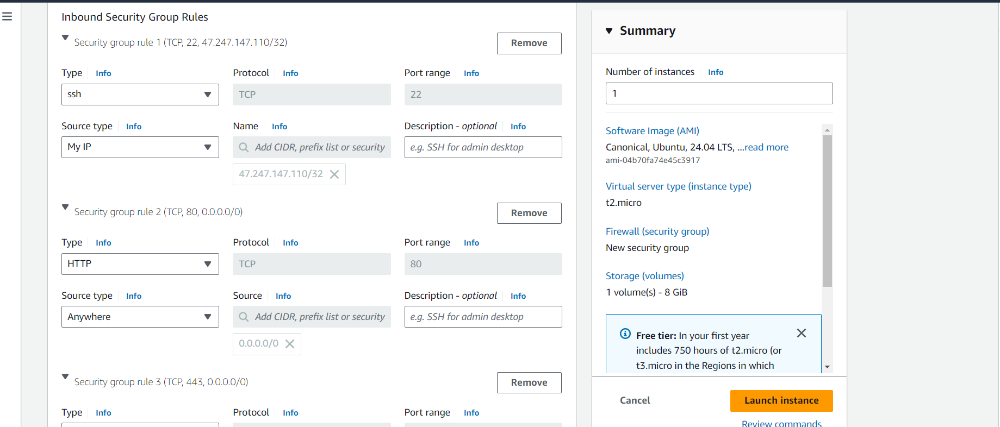 Inbound Security Group Rules
Security group rule 1 (TCP, 22, 47.247.147.110/32)
Remove
Type Info
Protocol Info
Port range Info
ssh
TCP
22
Source type Info
Name Info
Description - optional Info
My IP
Add CIDR, prefix list or security
e.g. SSH for admin desktop
47.247.147.110/32
Security group rule 2 (TCP, 80, 0.0.0.0/0)
Remove
Type Info
Protocol Info
Port range Info
HTTP
TCP
80
Source type Info
Source Info
Description - optional Info
Anywhere
Add CIDR, prefix list or security
e.g. SSH for admin desktop
0.0.0.0/0
Security group rule 3 (TCP, 443, 0.0.0.0/0)
Remove
Type Info
Protocol Info
Port range Info
Summary
Number of instances Info
1
Software Image (AMI)
Canonical, Ubuntu, 24.04 LTS, ...read more
ami-04b70fa74e45c3917
Virtual server type (instance type)
t2.micro
Firewall (security group)
New security group
Storage (volumes)
1 volume(s) - 8 GiB
Free tier: In your first year
includes 750 hours of t2.micro (or
t3.micro in the Regions in which
Cancel
Launch instance
Review commands